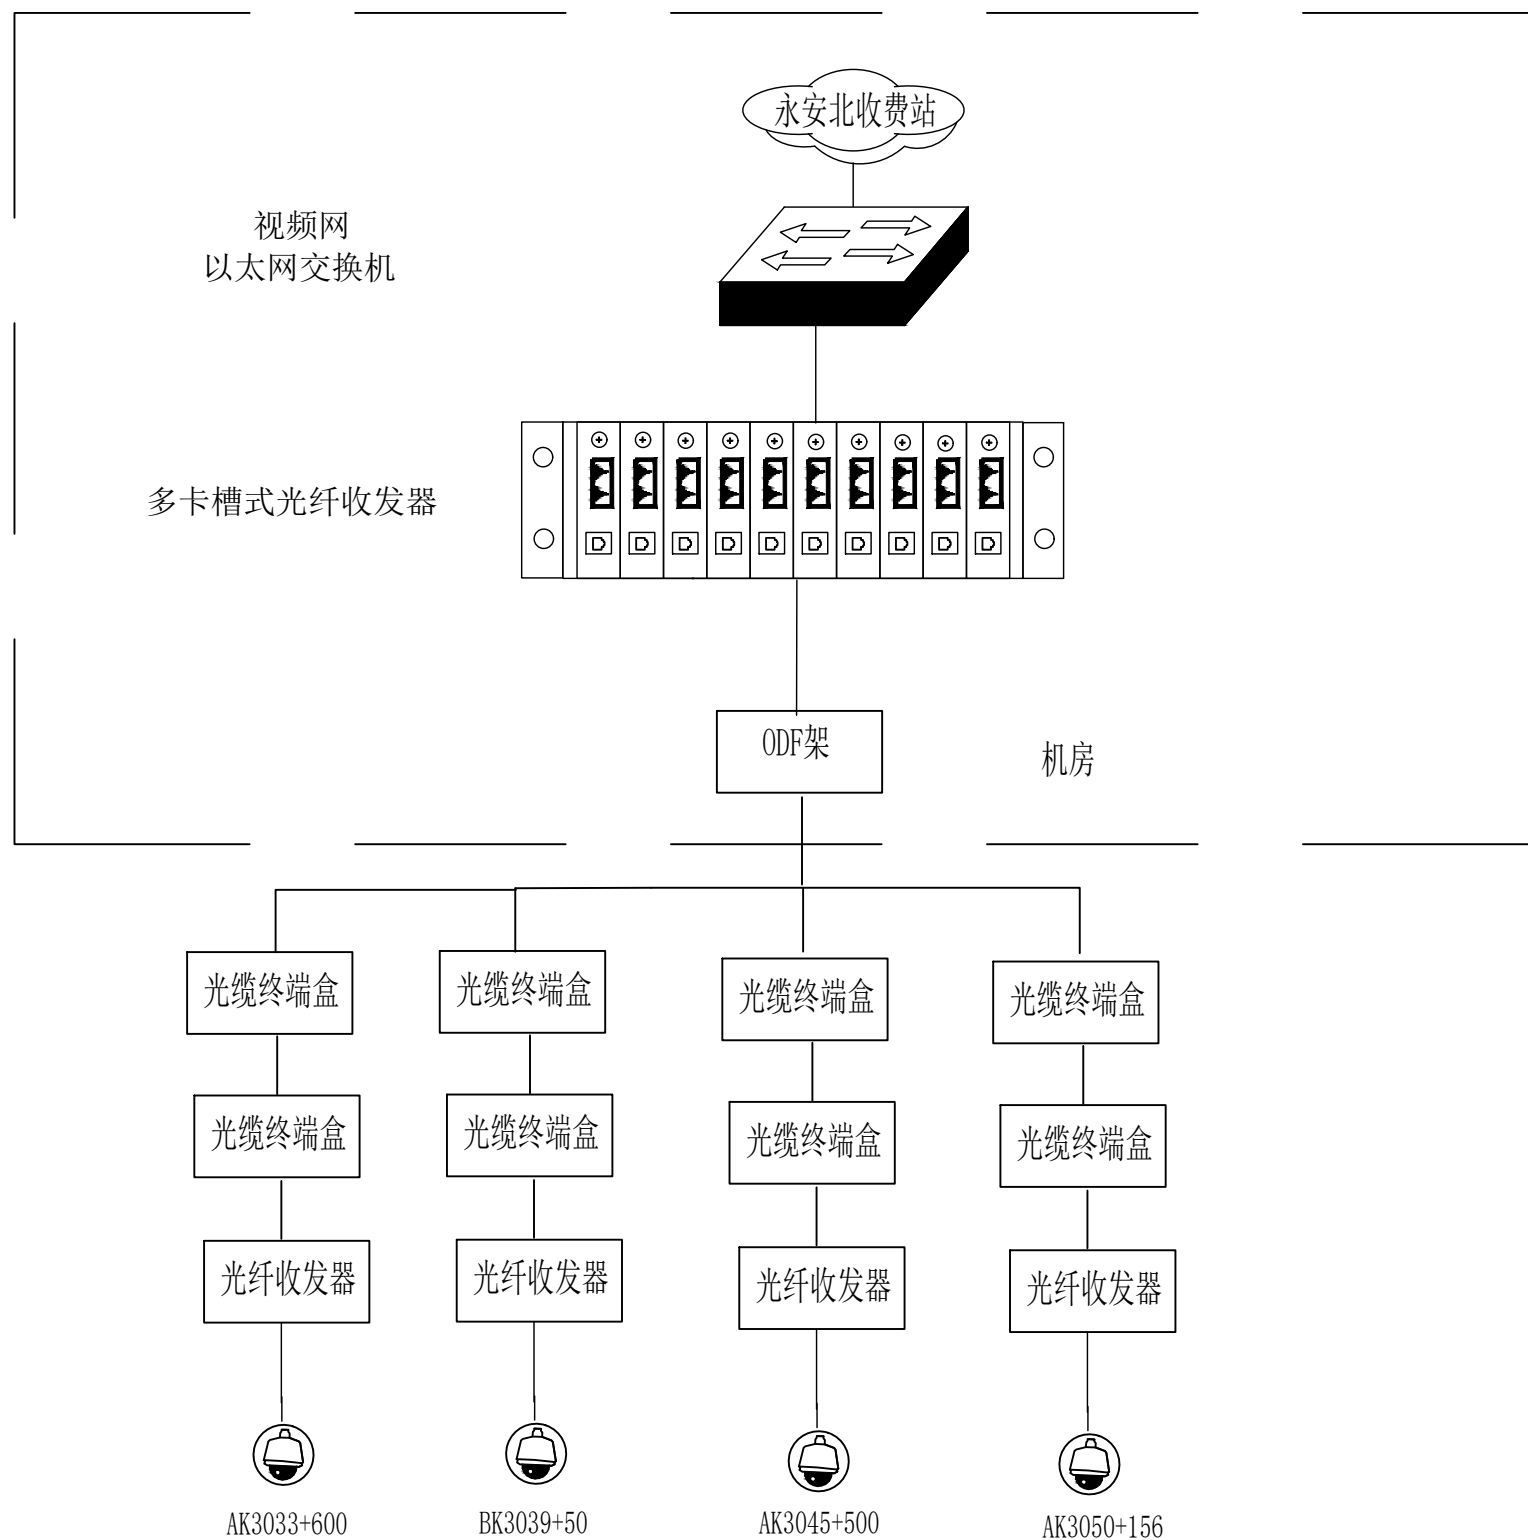 永安北收费站
视频网
以太网交换机
多卡槽式光纤收发器
ODF架
机房
光缆终端盒
光缆终端盒
光缆终端盒
光缆终端盒
光缆终端盒
光缆终端盒
光缆终端盒
光缆终端盒
光纤收发器
光纤收发器
光纤收发器
光纤收发器
AK3033+600
BK3039+50
AK3045+500
AK3050+156